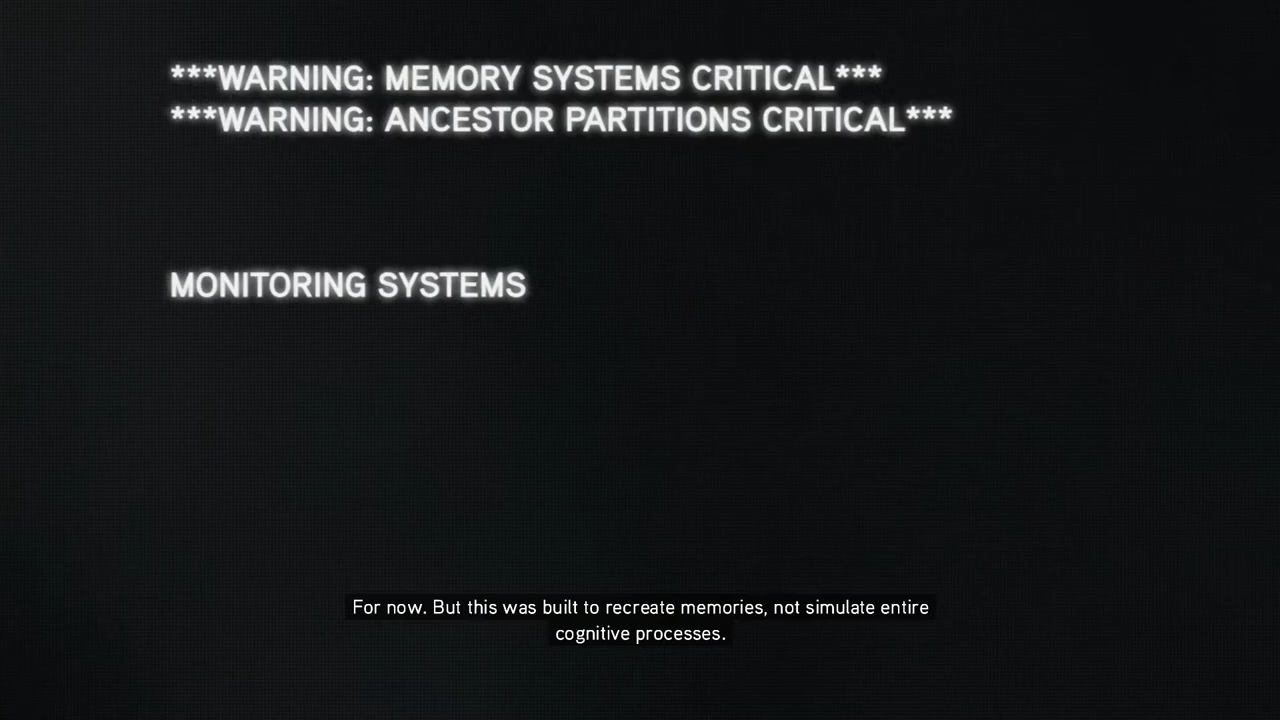 ***WARNING: MEMORY SYSTEMS CRITICAL***
***WARNING: ANCESTOR PARTITIONS CRITICAL***
MONITORING SYSTEMS
For now. But this was built to recreate memories, not simulate entire
cognitive processes.